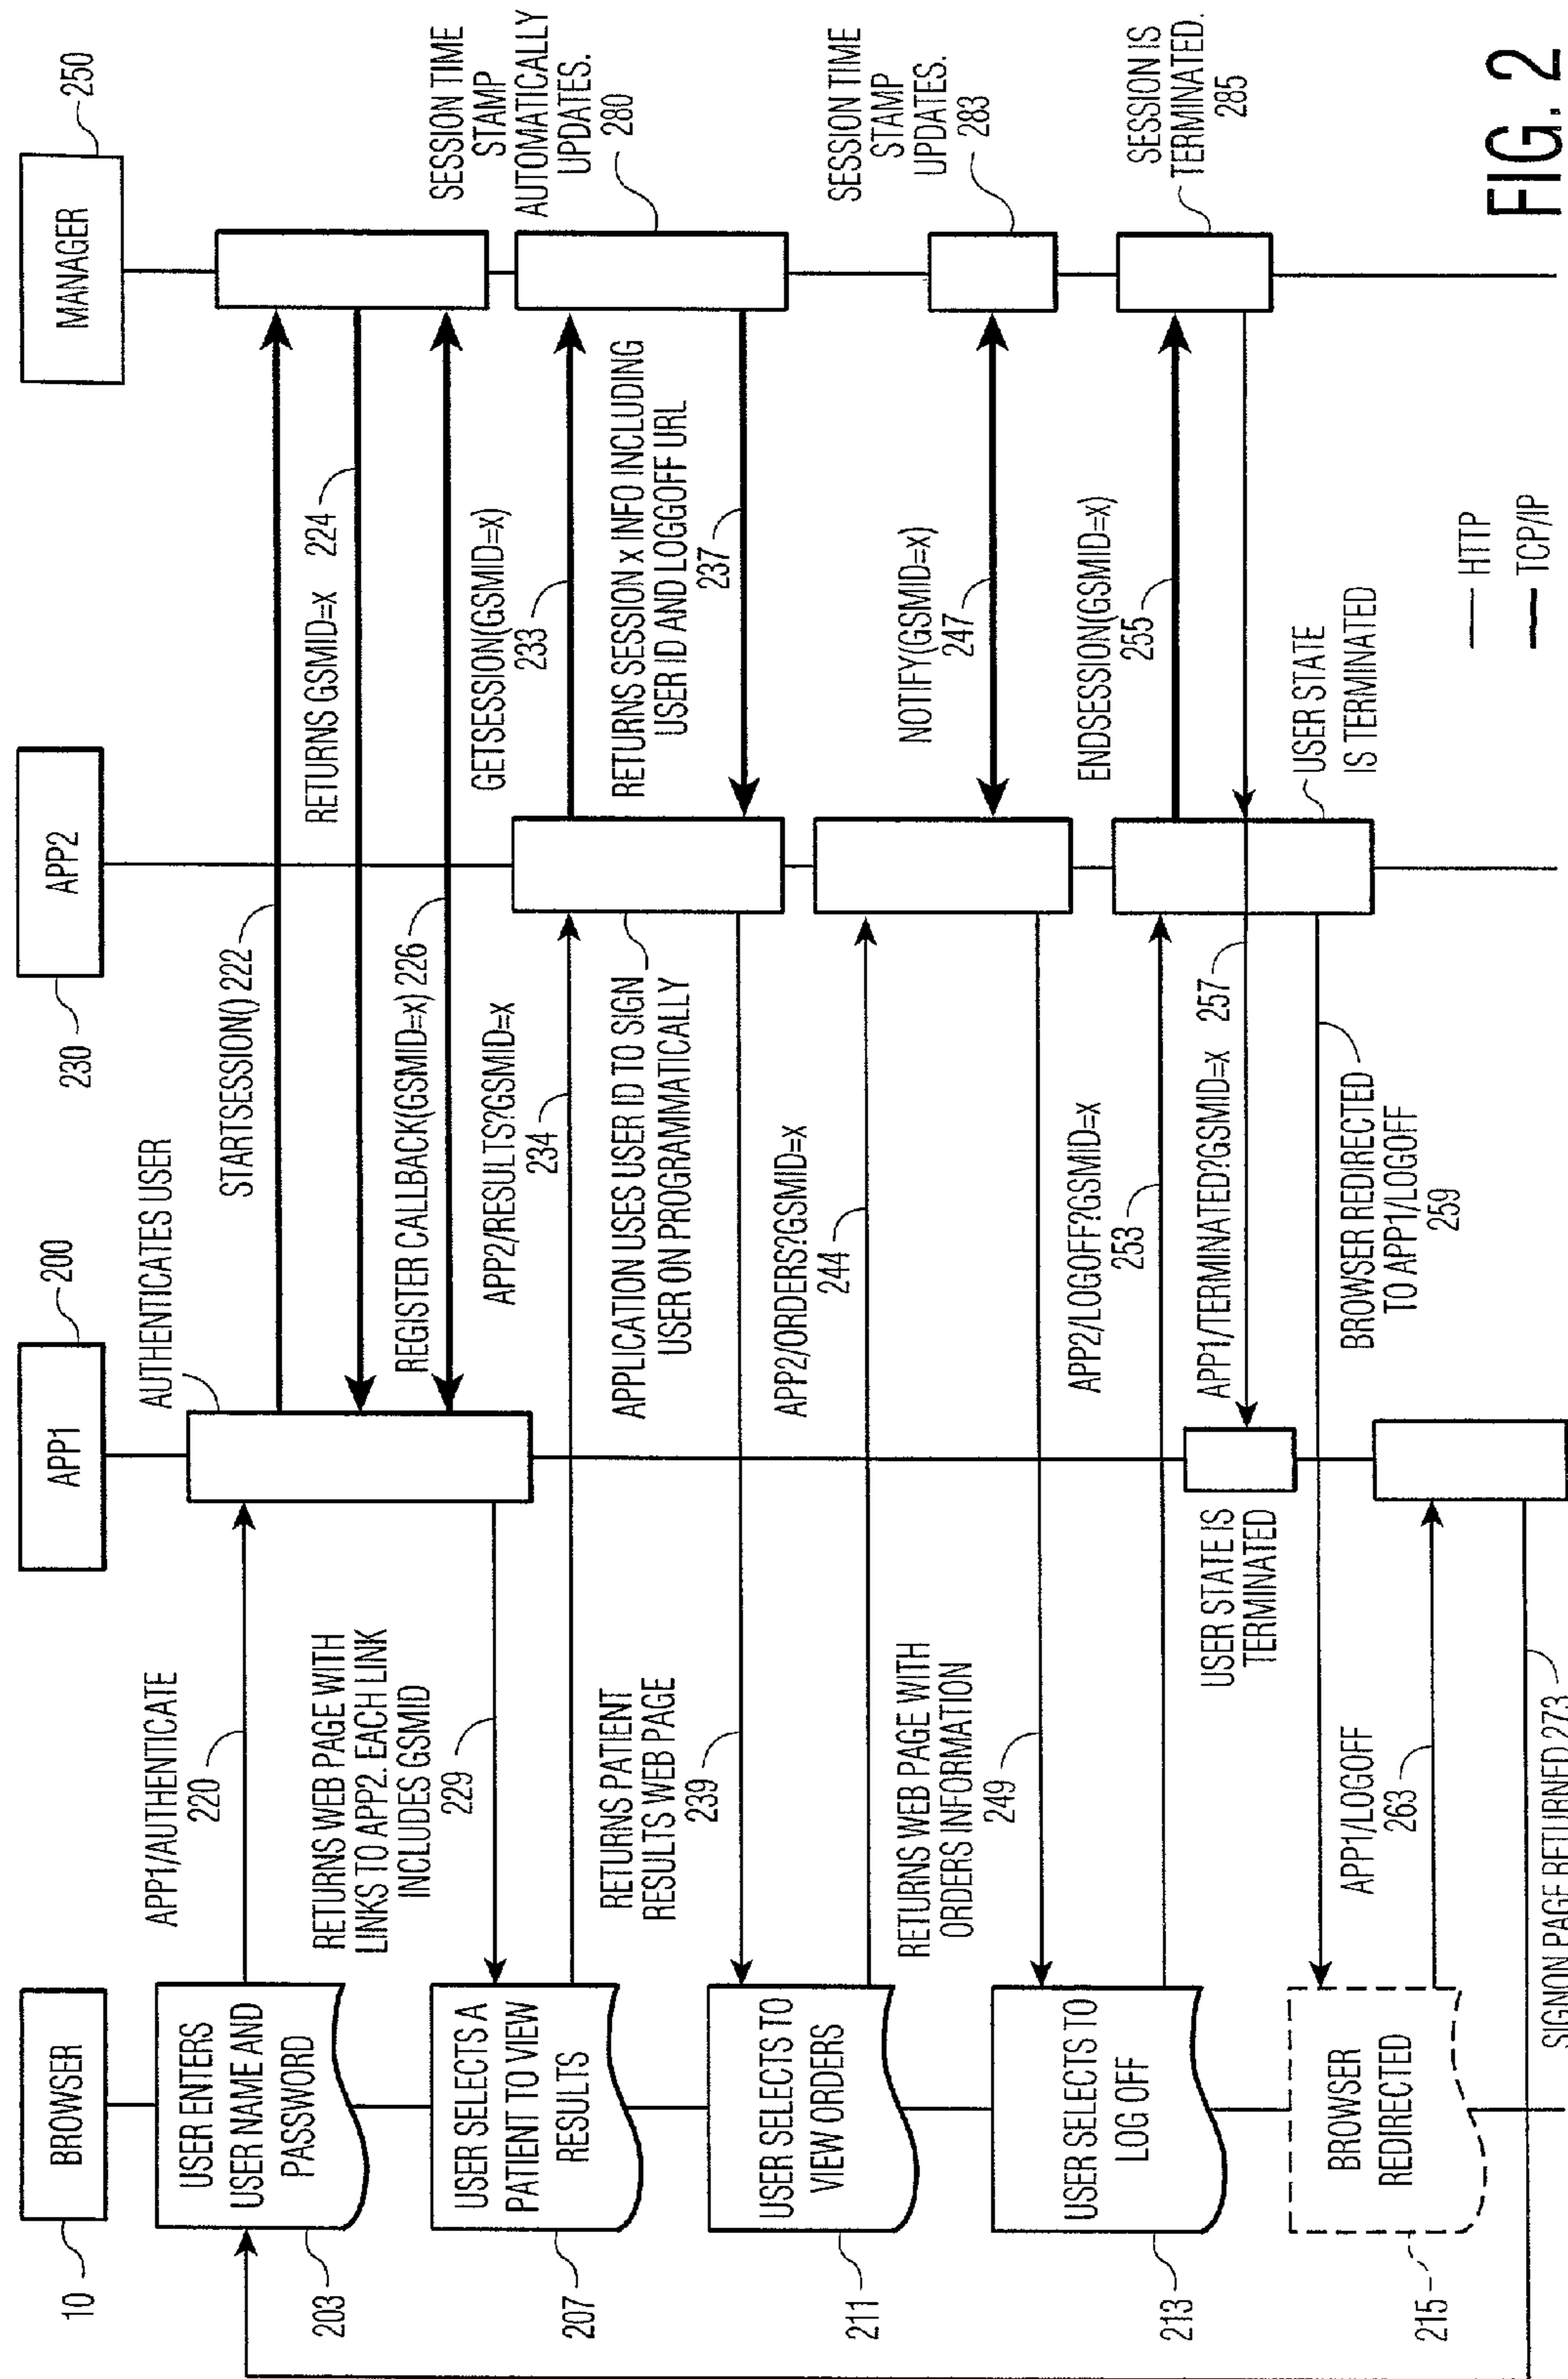 BROWSER
10
APP1
200
APP2
230
MANAGER
250
USER ENTERS
USER NAME AND
PASSWORD
203
APP1/AUTHENTICATE
220
AUTHENTICATES USER
STARTSESSION() 222
RETURNS GSMID=x 224
REGISTER CALLBACK(GSMID=x) 226
RETURNS WEB PAGE WITH
LINKS TO APP2. EACH LINK
INCLUDES GSMID
229
USER SELECTS A
PATIENT TO VIEW
RESULTS
207
APP2/RESULTS?GSMID=x
234
GETSESSION(GSMID=x)
233
SESSION TIME
STAMP
AUTOMATICALLY
UPDATES.
280
RETURNS SESSION x INFO INCLUDING
USER ID AND LOGGOFF URL
237
APPLICATION USES USER ID TO SIGN
USER ON PROGRAMMATICALLY
RETURNS PATIENT
RESULTS WEB PAGE
239
USER SELECTS TO
VIEW ORDERS
211
APP2/ORDERS?GSMID=x
244
NOTIFY(GSMID=x)
247
SESSION TIME
STAMP
UPDATES.
283
RETURNS WEB PAGE WITH
ORDERS INFORMATION
249
USER SELECTS TO
LOG OFF
213
APP2/LOGOFF?GSMID=x
253
ENDSESSION(GSMID=x)
255
SESSION IS
TERMINATED.
285
APP1/TERMINATED?GSMID=x 257
USER STATE IS
TERMINATED
USER STATE
IS TERMINATED
BROWSER REDIRECTED
TO APP1/LOGOFF
259
BROWSER
REDIRECTED
215
APP1/LOGOFF
263
SIGNON PAGE RETURNED 273
HTTP
TCP/IP
FIG. 2